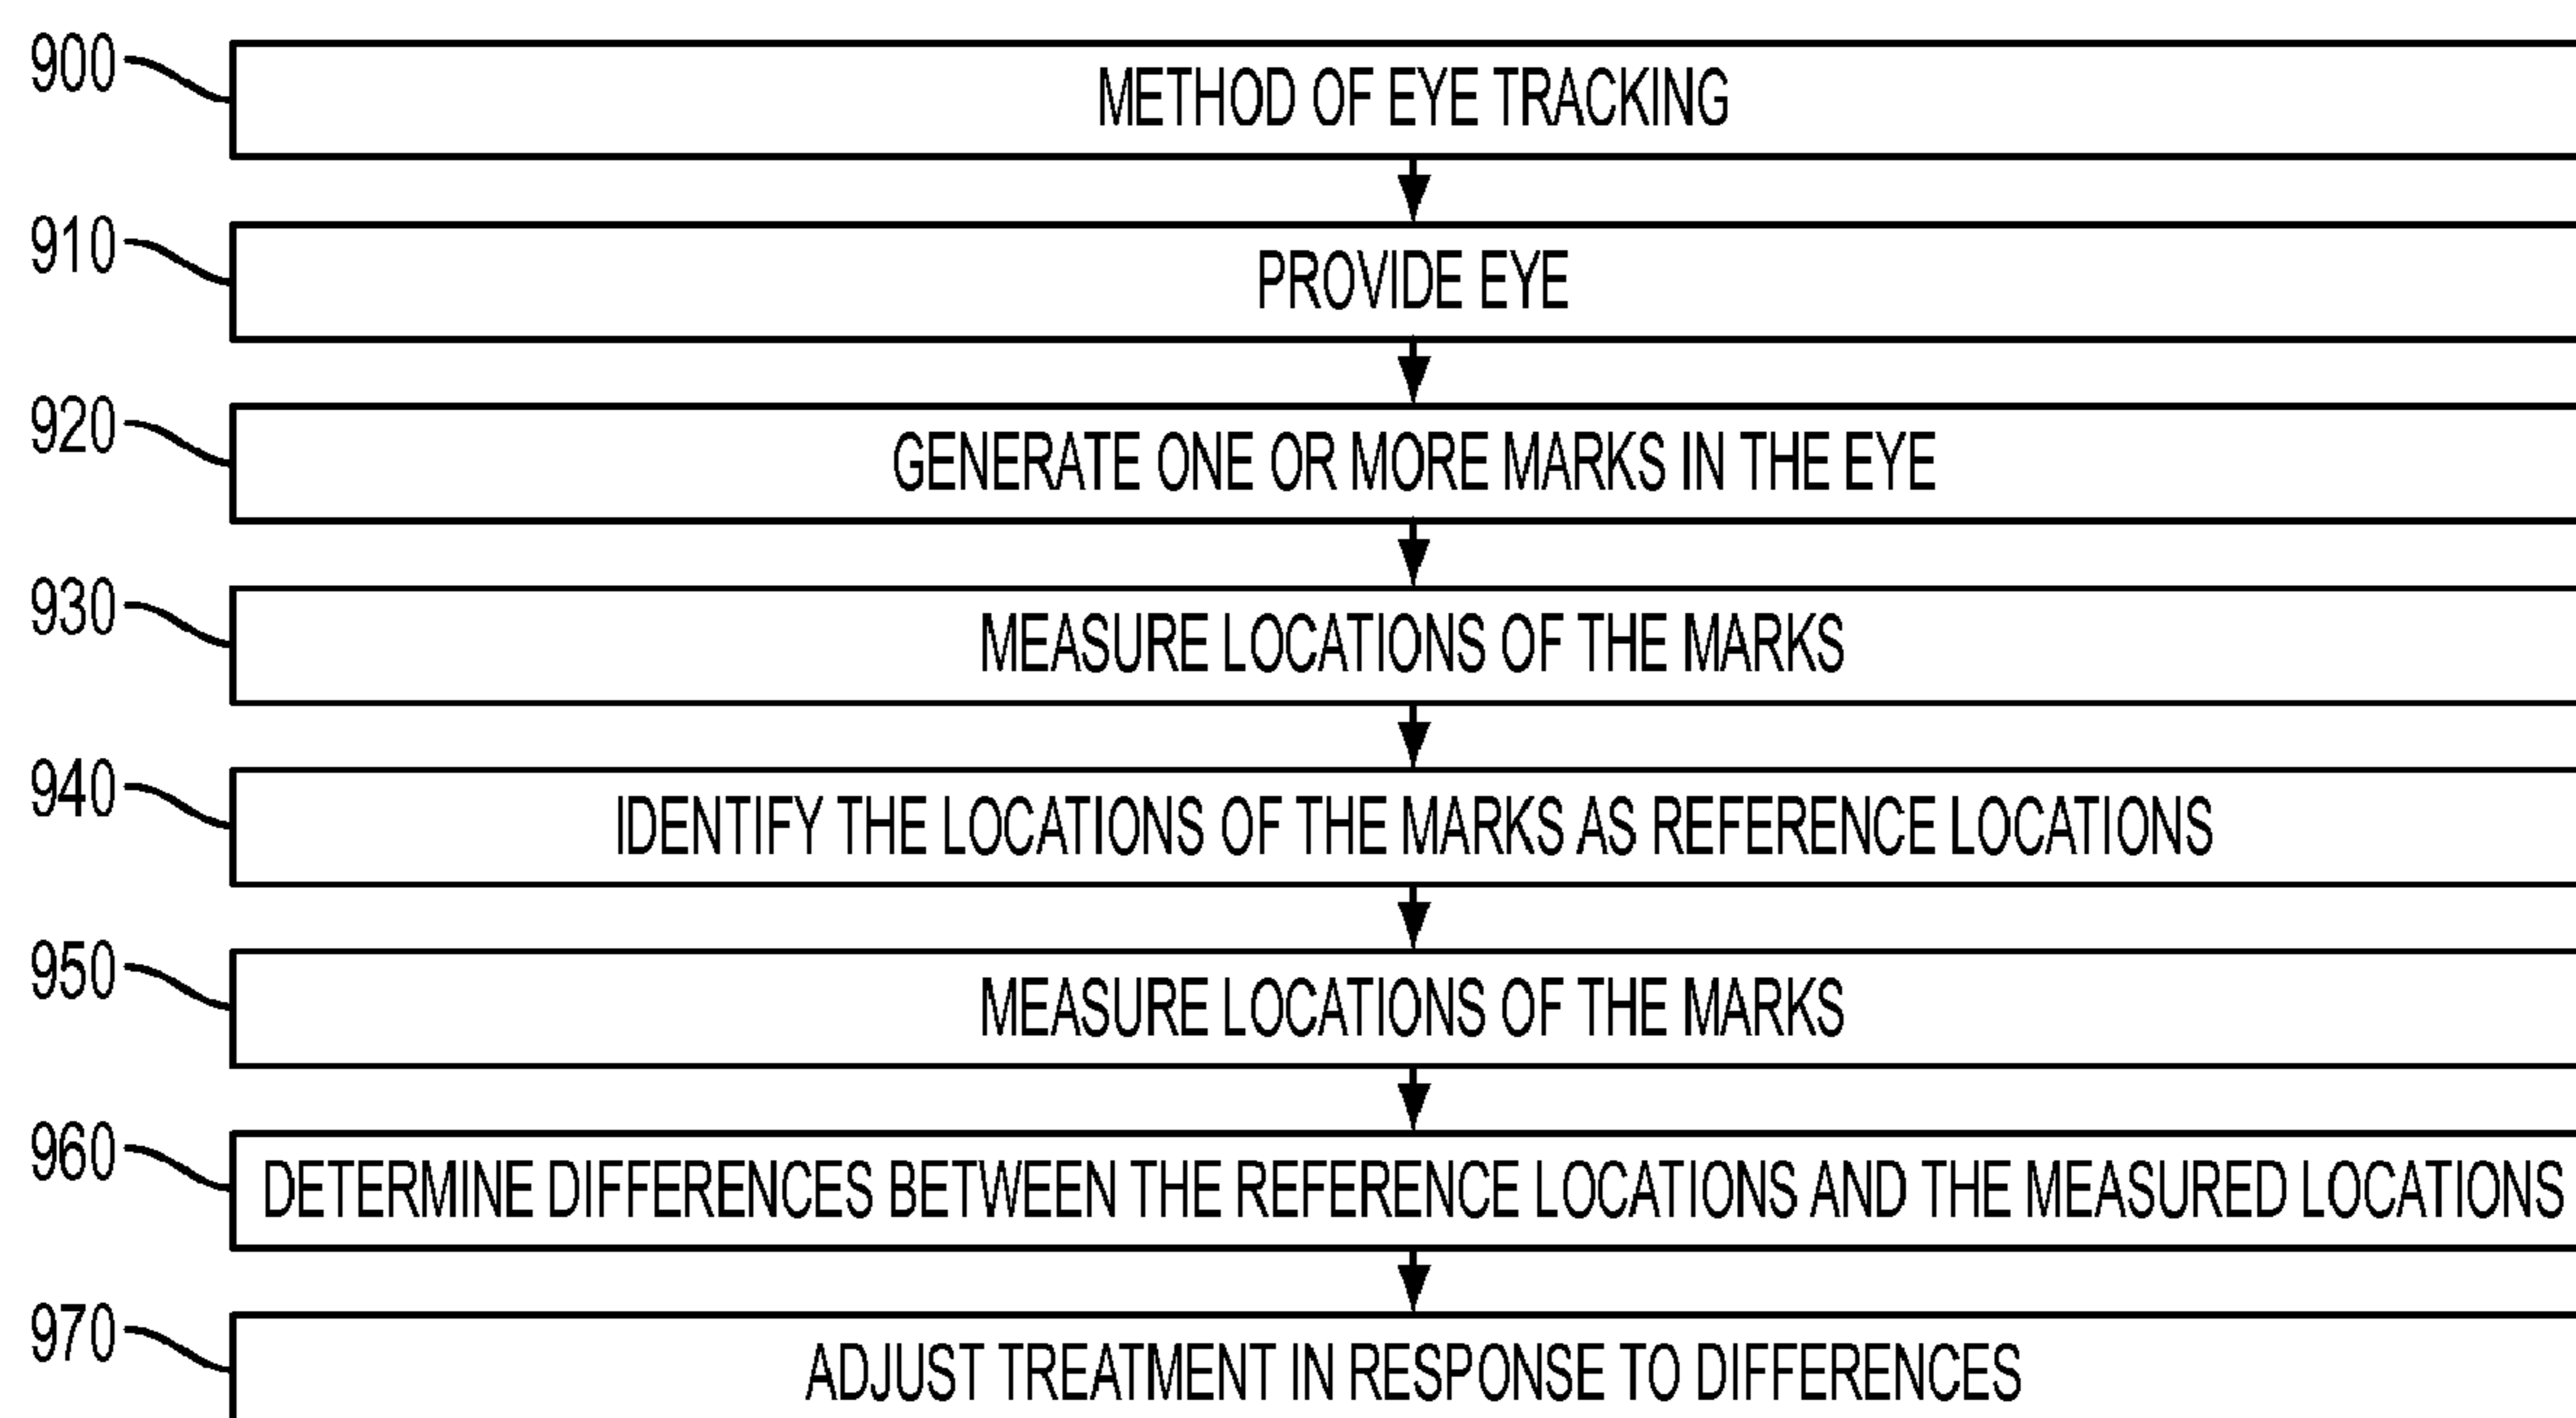 900 METHOD OF EYE TRACKING
910 PROVIDE EYE
920 GENERATE ONE OR MORE MARKS IN THE EYE
930 MEASURE LOCATIONS OF THE MARKS
940 IDENTIFY THE LOCATIONS OF THE MARKS AS REFERENCE LOCATIONS
950 MEASURE LOCATIONS OF THE MARKS
960 DETERMINE DIFFERENCES BETWEEN THE REFERENCE LOCATIONS AND THE MEASURED LOCATIONS
970 ADJUST TREATMENT IN RESPONSE TO DIFFERENCES